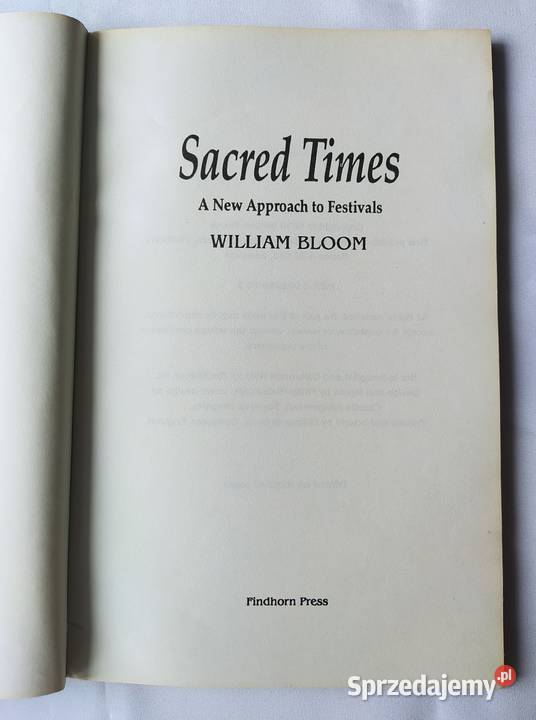 Sacred Times
A New Approach to Festivals
WILLIAM BLOOM
Findhorn Press
Sprzedajemy.pl